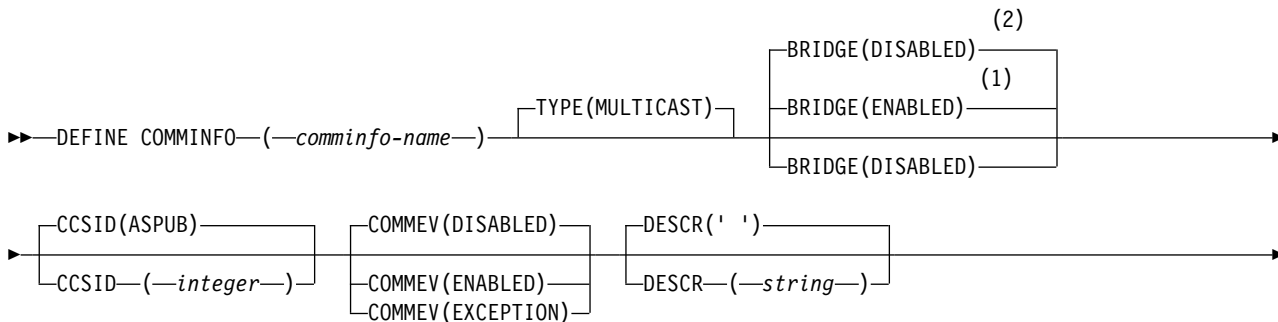 (2)
BRIDGE(DISABLED)
(1)
TYPE(MULTICAST) BRIDGE(ENABLED)
DEFINE COMMINFO ( comminfo-name )
BRIDGE(DISABLED)
CCSID(ASPUB) COMMEV(DISABLED) DESCR(' ')
CCSID ( integer ) COMMEV(ENABLED) DESCR ( string )
COMMEV(EXCEPTION)